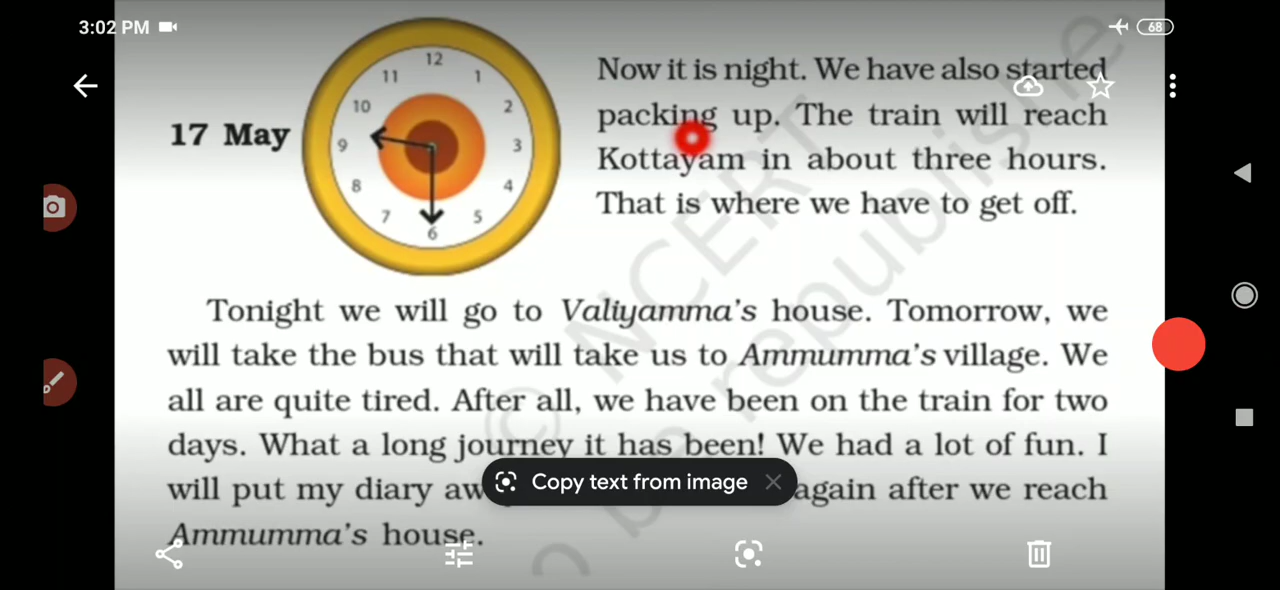 3:02 PM
68
12
11 1
10 2
17 May
9 3
8 4
7 5
6
Now it is night. We have also started
packing up. The train will reach
Kottayam in about three hours.
That is where we have to get off.
Tonight we will go to Valiyamma's house. Tomorrow, we
will take the bus that will take us to Ammumma's village. We
all are quite tired. After all, we have been on the train for two
days. What a long journey it has been! We had a lot of fun. I
will put my diary again after we reach
Ammumma's house.
Copy text from image
© NCERT
be republishe